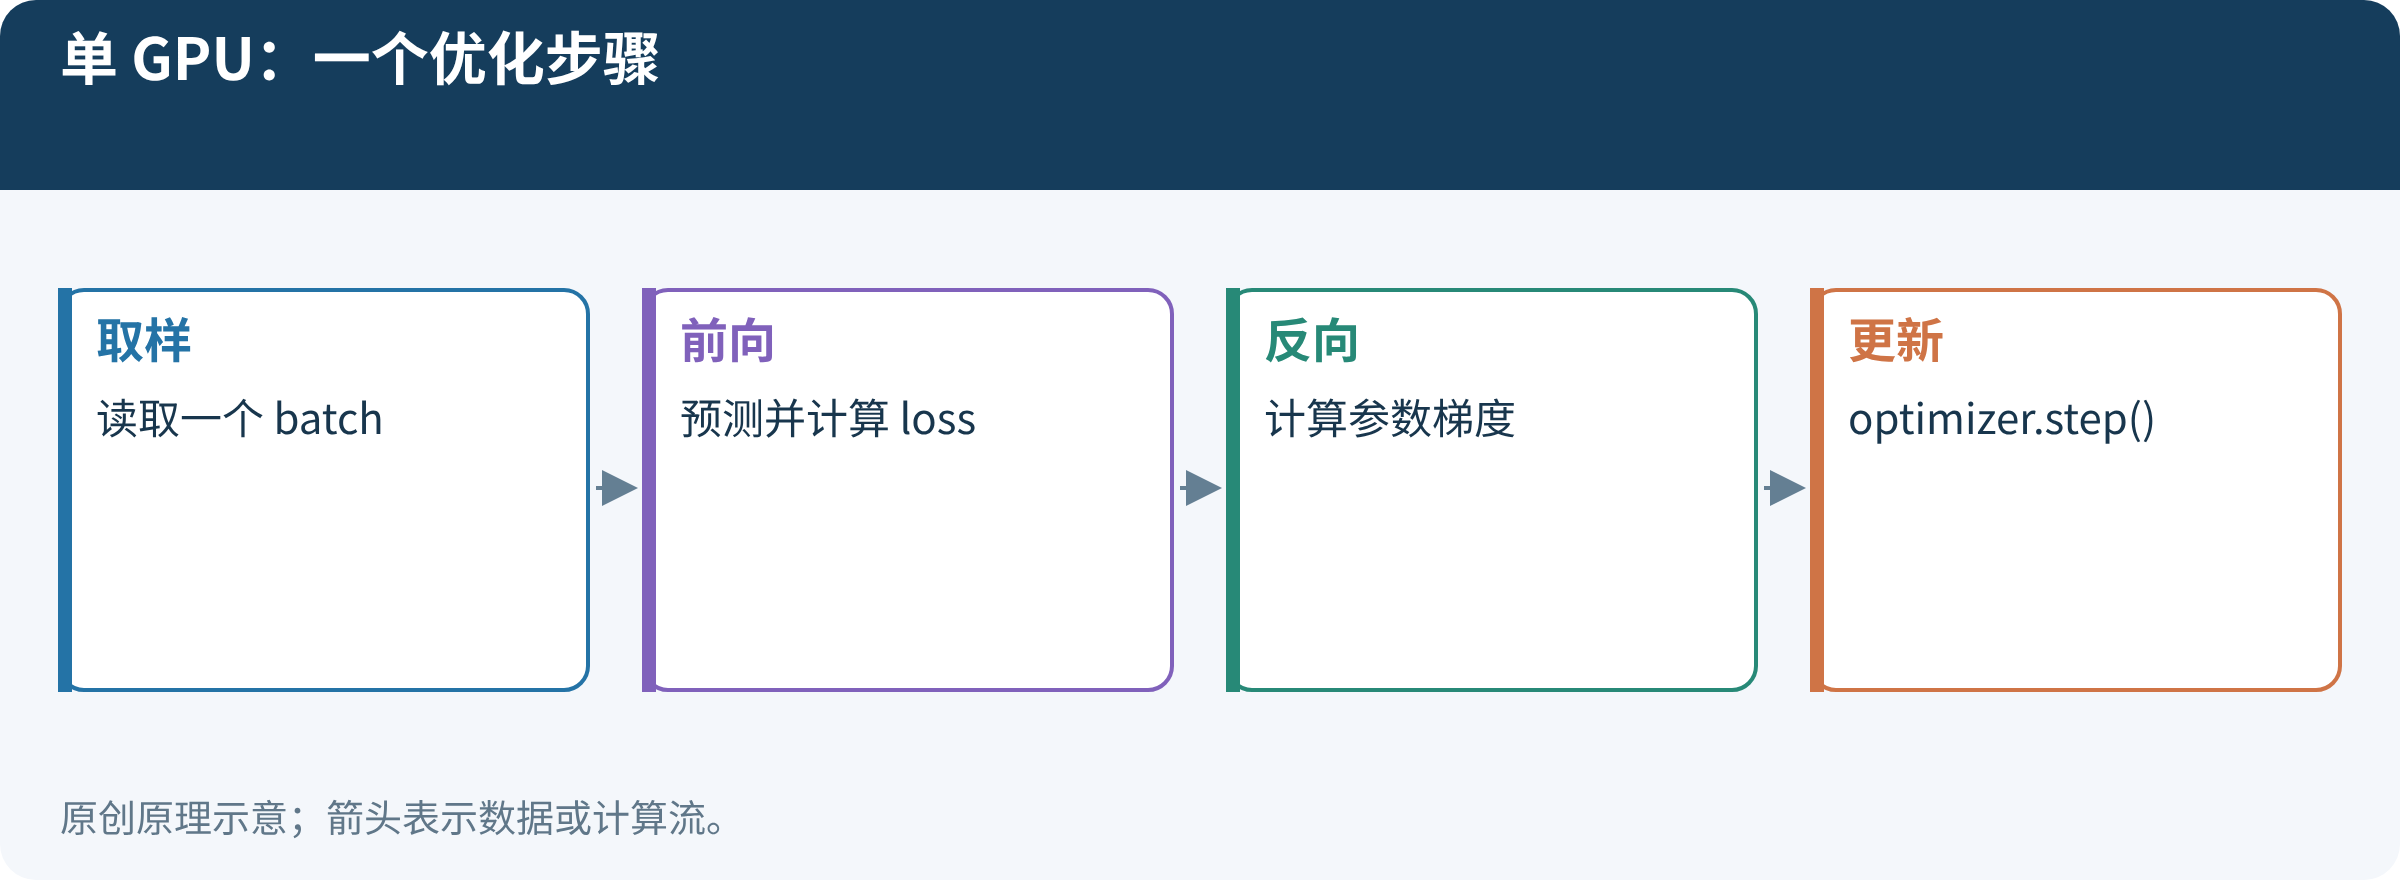 单 GPU：一个优化步骤
取样
读取一个 batch
前向
预测并计算 loss
反向
计算参数梯度
更新
optimizer.step()
原创原理示意；箭头表示数据或计算流。